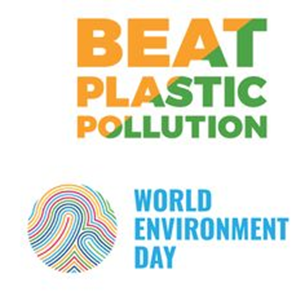 BEAT
PLASTIC
POLLUTION
WORLD
ENVIRONMENT
DAY